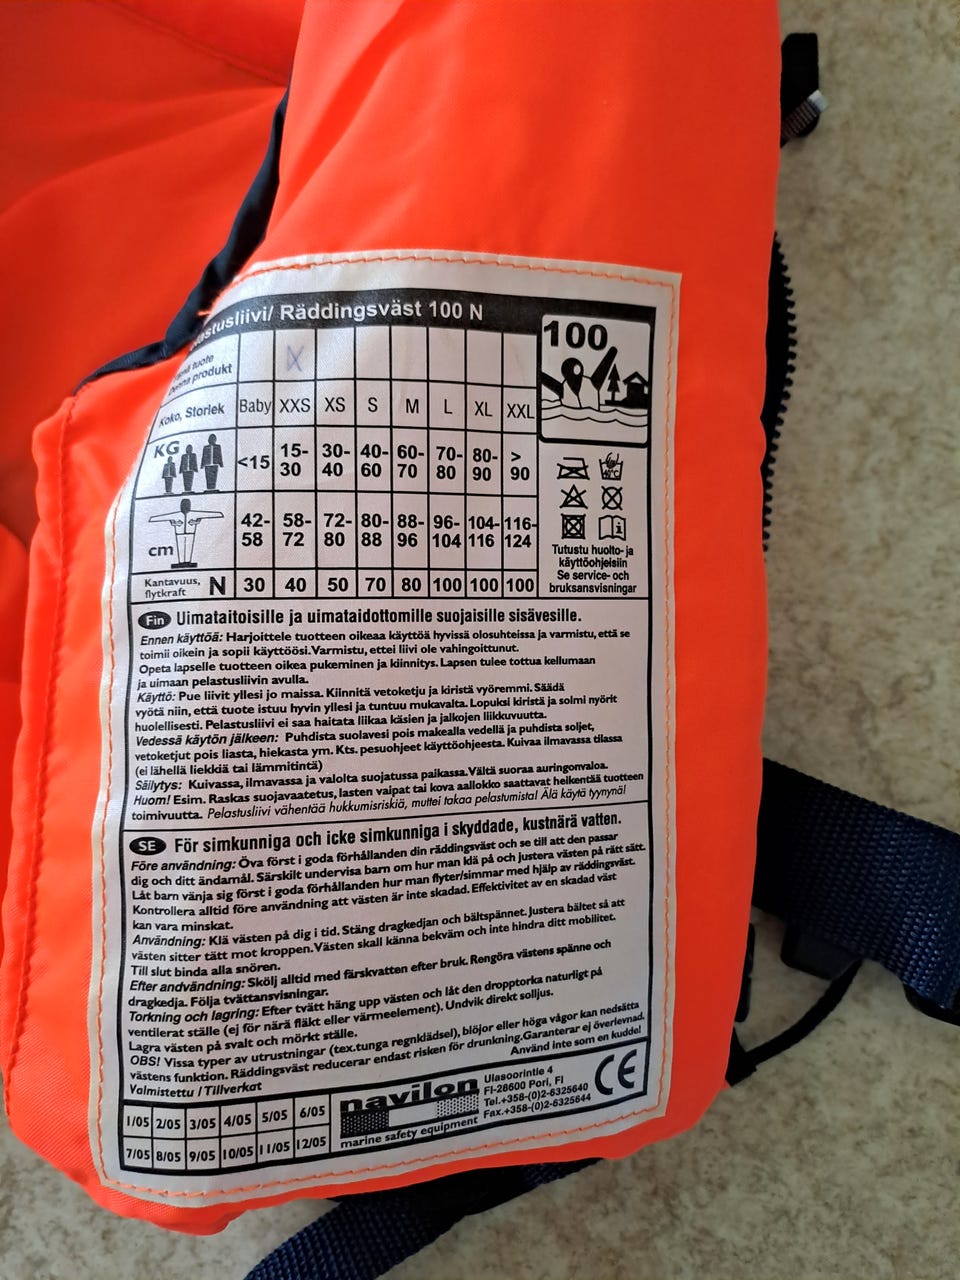 stusliivi/ Räddingsväst 100 N
100
tuote
Denna produkt
X
Koko, Storlek Baby XXS XS S M L XL XXL
KG <15 15-30 30-40 40-60 60-70 70-80 80-90 >90
cm 42-58 58-72 72-80 80-88 88-96 96-104 104-116 116-124
Kantavuus, flytkraft N 30 40 50 70 80 100 100 100
40°C
Tutustu huolto- ja
käyttöohjeisiin
Se service- och
bruksansvisningar
Fin Uimataitoisille ja uimataidottomille suojaisille sisävesille.
Ennen käyttöä: Harjoittele tuotteen oikeaa käyttöä hyvissä olosuhteissa ja varmistu, että se
toimii oikein ja sopii käyttöösi. Varmistu, ettei liivi ole vahingoittunut.
Opeta lapselle tuotteen oikea pukeminen ja kiinnitys. Lapsen tulee tottua kellumaan
ja uimaan pelastusliivin avulla.
Käyttö: Pue liivit yllesi jo maissa. Kiinnitä vetoketju ja kiristä vyöremmi. Säädä
vyötä niin, että tuote istuu hyvin yllesi ja tuntuu mukavalta. Lopuksi kiristä ja solmi nyörit
huolellisesti. Pelastusliivi ei saa haitata liikaa käsien ja jalkojen liikkuvuutta.
Vedessä käytön jälkeen: Puhdista suolavesi pois makealla vedellä ja puhdista soljet,
vetoketjut pois liasta, hiekasta ym. Kts. pesuohjeet käyttöohjeesta. Kuivaa ilmavassa tilassa
(ei lähellä liekkiä tai lämmitintä)
Säilytys: Kuivassa, ilmavassa ja valolta suojatussa paikassa. Vältä suoraa auringonvaloa.
Huom! Esim. Raskas suojavaatetus, lasten vaipat tai kova aallokko saattavat heikentää tuotteen
toimivuutta. Pelastusliivi vähentää hukkumisriskiä, muttei takaa pelastumista! Älä käytä tyynynä!
SE För simkunniga och icke simkunniga i skyddade, kustnära vatten.
Före användning: Öva först i goda förhållanden din räddingsväst och se till att den passar
dig och ditt ändamål. Särskilt undervisa barn om hur man klä på och justera västen på rätt sätt.
Låt barn vänja sig först i goda förhållanden hur man flyter/simmar med hjälp av räddingsväst.
Kontrollera alltid före användning att västen är inte skadad. Effektivitet av en skadad väst
kan vara minskat.
Användning: Klä västen på dig i tid. Stäng dragkedjan och bältspännet. Justera bältet så att
västen sitter tätt mot kroppen. Västen skall känna bekväm och inte hindra ditt mobilitet.
Till slut binda alla snören.
Efter andvändning: Skölj alltid med färskvatten efter bruk. Rengöra västens spänne och
dragkedja. Följa tvättansvisningar.
Torkning och lagring: Efter tvätt häng upp västen och låt den dropptorka naturligt på
ventilerat ställe (ej för nära fläkt eller värmeelement). Undvik direkt solljus.
Lagra västen på svalt och mörkt ställe.
OBS! Vissa typer av utrustningar (tex.tunga regnklädsel), blöjor eller höga vågor kan nedsätta
västens funktion. Räddingsväst reducerar endast risken för drunkning. Garanterar ej överlevnad.
Använd inte som en kudde!
Valmistettu / Tillverkat
1/05 2/05 3/05 4/05 5/05 6/05
7/05 8/05 9/05 10/05 11/05 12/05
navilon
marine safety equipment
Ulasoorintie 4
FI-28600 Pori, FI
Tel.+358-(0)2-6325640
Fax.+358-(0)2-6325644
CE